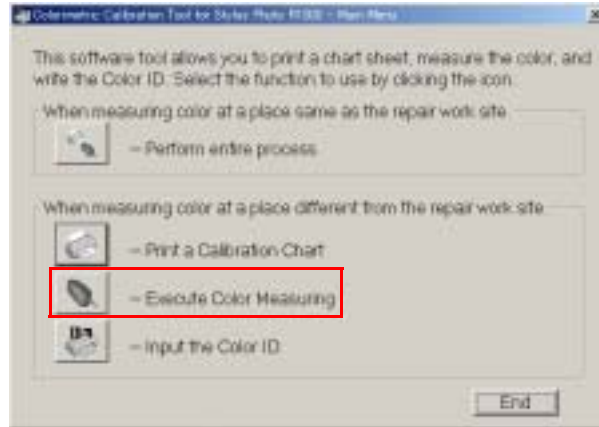 Colorimetric Calibration Tool for Stylus Photo - Main Menu
This software tool allows you to print a chart sheet, measure the color, and
write the Color ID. Select the function to use by clicking the icon.
When measuring color at a place same as the repair work site
- Perform entire process
When measuring color at a place different from the repair work site
- Print a Calibration Chart
- Execute Color Measuring
- Input the Color ID
End